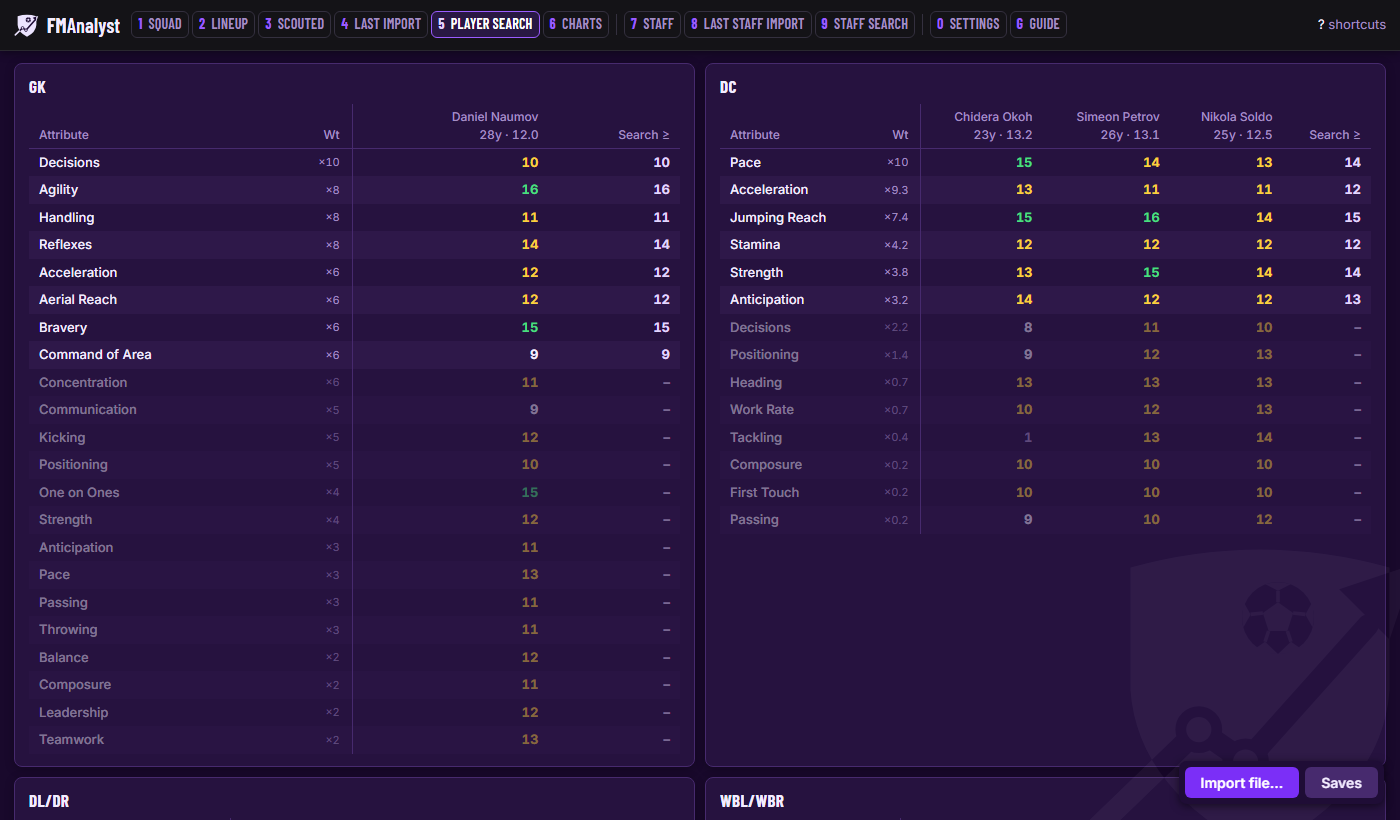 FMAnalyst 1 SQUAD 2 LINEUP 3 SCOUTED 4 LAST IMPORT 5 PLAYER SEARCH 6 CHARTS 7 STAFF 8 LAST STAFF IMPORT 9 STAFF SEARCH 0 SETTINGS G GUIDE ? shortcuts
GK
Daniel Naumov
Attribute Wt 28y · 12.0 Search ≥
Decisions ×10 10 10
Agility ×8 16 16
Handling ×8 11 11
Reflexes ×8 14 14
Acceleration ×6 12 12
Aerial Reach ×6 12 12
Bravery ×6 15 15
Command of Area ×6 9 9
Concentration ×6 11 –
Communication ×5 9 –
Kicking ×5 12 –
Positioning ×5 10 –
One on Ones ×4 15 –
Strength ×4 12 –
Anticipation ×3 11 –
Pace ×3 13 –
Passing ×3 11 –
Throwing ×3 11 –
Balance ×2 12 –
Composure ×2 11 –
Leadership ×2 12 –
Teamwork ×2 13 –
DC
Chidera Okoh Simeon Petrov Nikola Soldo
Attribute Wt 23y · 13.2 26y · 13.1 25y · 12.5 Search ≥
Pace ×10 15 14 13 14
Acceleration ×9.3 13 11 11 12
Jumping Reach ×7.4 15 16 14 15
Stamina ×4.2 12 12 12 12
Strength ×3.8 13 15 14 14
Anticipation ×3.2 14 12 12 13
Decisions ×2.2 8 11 10 –
Positioning ×1.4 9 12 13 –
Heading ×0.7 13 13 13 –
Work Rate ×0.7 10 12 13 –
Tackling ×0.4 1 13 14 –
Composure ×0.2 10 10 10 –
First Touch ×0.2 10 10 10 –
Passing ×0.2 9 10 12 –
DL/DR
WBL/WBR
Import file... Saves